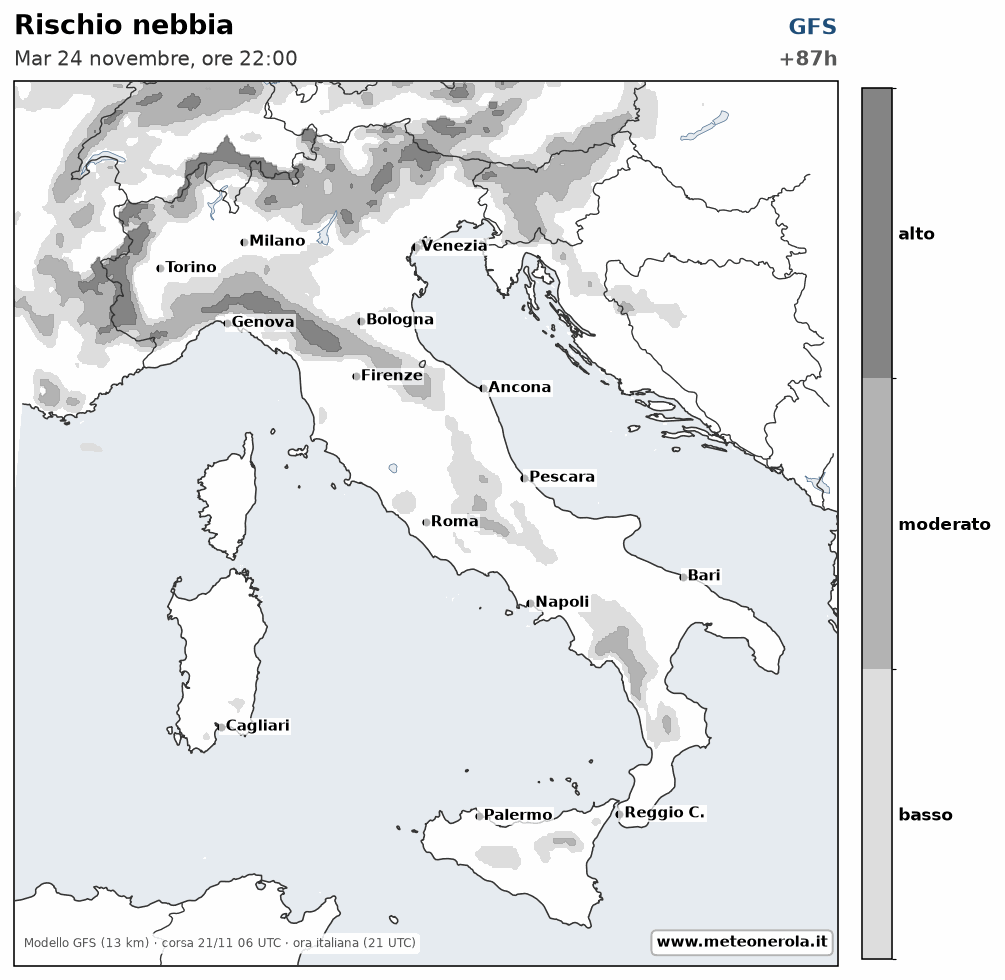 Rischio nebbia
GFS
Mar 24 novembre, ore 22:00
+87h
Milano
Venezia
Torino
Genova
Bologna
Firenze
Ancona
Pescara
Roma
Bari
Napoli
Cagliari
Palermo
Reggio C.
alto
moderato
basso
Modello GFS (13 km) · corsa 21/11 06 UTC · ora italiana (21 UTC)
www.meteonerola.it